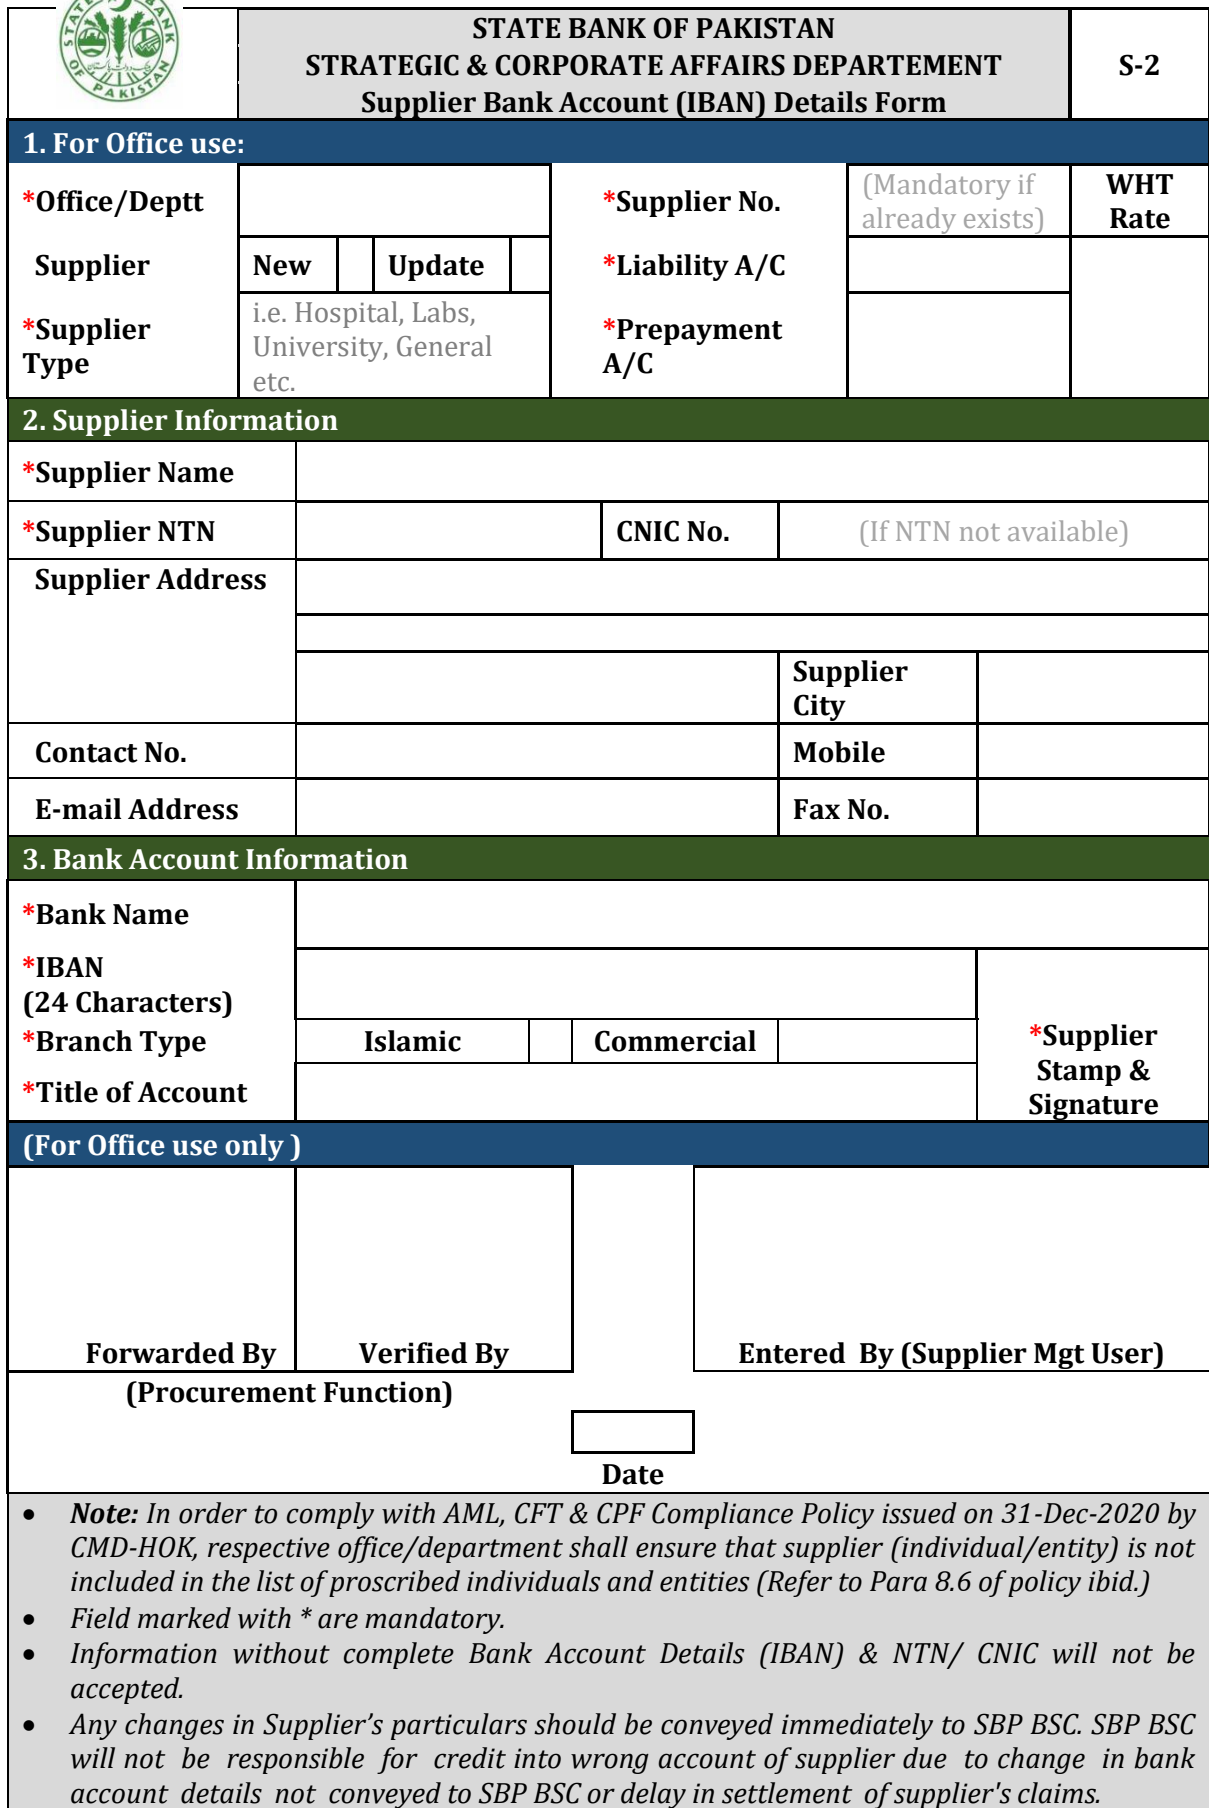 STATE BANK OF PAKISTAN
STATE BANK OF PAKISTAN
STRATEGIC & CORPORATE AFFAIRS DEPARTEMENT
Supplier Bank Account (IBAN) Details Form
S-2
1. For Office use:
*Office/Deptt
*Supplier No.
(Mandatory if
already exists)
WHT
Rate
Supplier New Update *Liability A/C
*Supplier
Type
i.e. Hospital, Labs,
University, General
etc.
*Prepayment
A/C
2. Supplier Information
*Supplier Name
*Supplier NTN CNIC No. (If NTN not available)
Supplier Address
Supplier
City
Contact No. Mobile
E-mail Address Fax No.
3. Bank Account Information
*Bank Name
*IBAN
(24 Characters)
*Branch Type Islamic Commercial
*Title of Account
*Supplier
Stamp &
Signature
(For Office use only )
Forwarded By Verified By Entered By (Supplier Mgt User)
(Procurement Function)
Date
• Note: In order to comply with AML, CFT & CPF Compliance Policy issued on 31-Dec-2020 by
CMD-HOK, respective office/department shall ensure that supplier (individual/entity) is not
included in the list of proscribed individuals and entities (Refer to Para 8.6 of policy ibid.)
• Field marked with * are mandatory.
• Information without complete Bank Account Details (IBAN) & NTN/ CNIC will not be
accepted.
• Any changes in Supplier's particulars should be conveyed immediately to SBP BSC. SBP BSC
will not be responsible for credit into wrong account of supplier due to change in bank
account details not conveyed to SBP BSC or delay in settlement of supplier's claims.